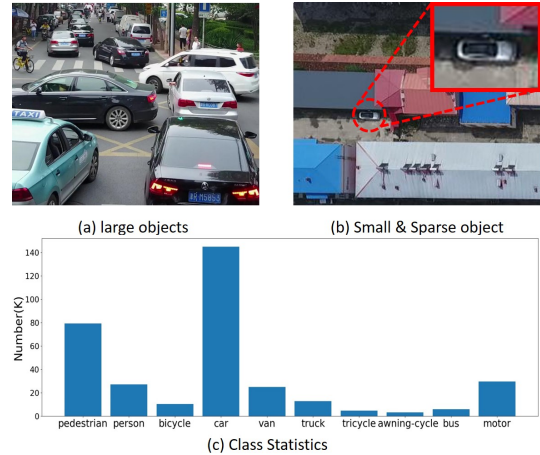 TAXI
(a) large objects
(b) Small & Sparse object
Number(K)
140
120
100
80
60
40
20
0
pedestrian person bicycle car van truck tricycle awning-cycle bus motor
(c) Class Statistics